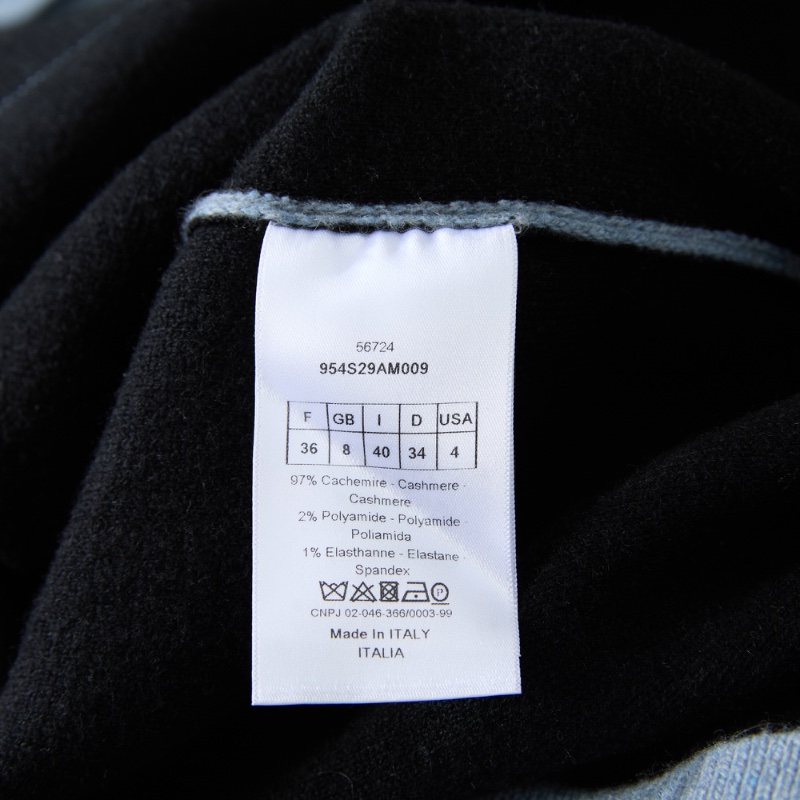 56724
954S29AM009
F GB I D USA
36 8 40 34 4
97% Cachemire - Cashmere -
Cashmere
2% Polyamide - Polyamide -
Poliamida
1% Elasthanne - Elastane -
Spandex
P
CNPJ 02-046-366/0003-99
Made In ITALY
ITALIA